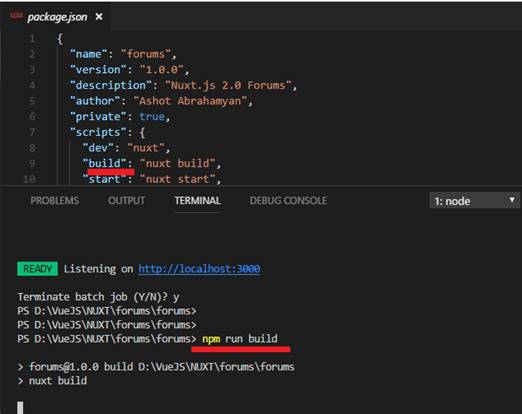 package.json ×
1 {
2 "name": "forums",
3 "version": "1.0.0",
4 "description": "Nuxt.js 2.0 Forums",
5 "author": "Ashot Abrahamyan",
6 "private": true,
7 "scripts": {
8 "dev": "nuxt",
9 "build": "nuxt build",
10 "start": "nuxt start",
PROBLEMS OUTPUT TERMINAL DEBUG CONSOLE 1: node
READY Listening on http://localhost:3000
Terminate batch job (Y/N)? y
PS D:\VueJS\NUXT\forums\forums>
PS D:\VueJS\NUXT\forums\forums>
PS D:\VueJS\NUXT\forums\forums> npm run build
> forums@1.0.0 build D:\VueJS\NUXT\forums\forums
> nuxt build